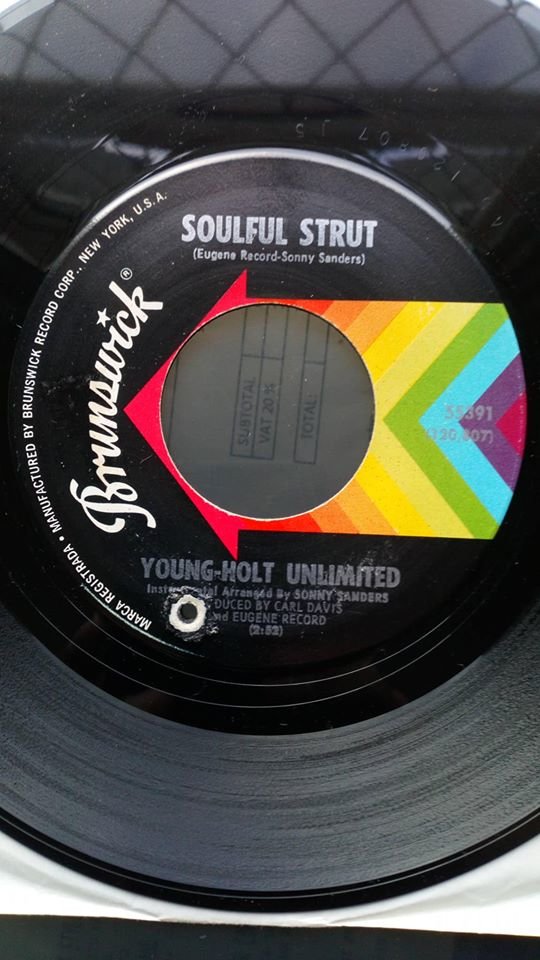 SOULFUL STRUT
(Eugene Record-Sonny Sanders)
Brunswick®
MARCA REGISTRADA • MANUFACTURED BY BRUNSWICK RECORD CORP., NEW YORK, U.S.A.
SUBTOTAL
VAT 20%
TOTAL:
55391
YOUNG-HOLT UNLIMITED
Arranged By SONNY SANDERS
BY CARL DAVIS
EUGENE RECORD
(2:52)